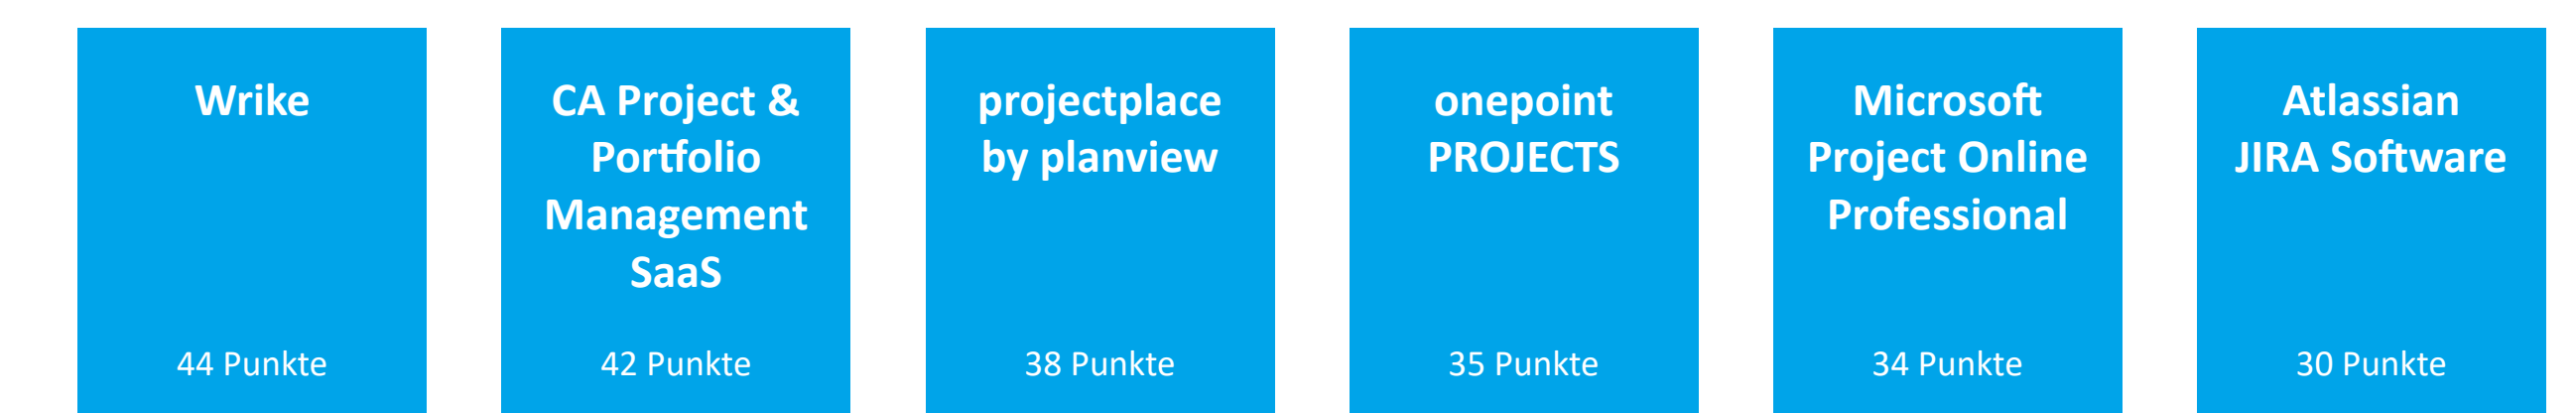 Wrike
44 Punkte
CA Project &
Portfolio
Management
SaaS
42 Punkte
projectplace
by planview
38 Punkte
onepoint
PROJECTS
35 Punkte
Microsoft
Project Online
Professional
34 Punkte
Atlassian
JIRA Software
30 Punkte